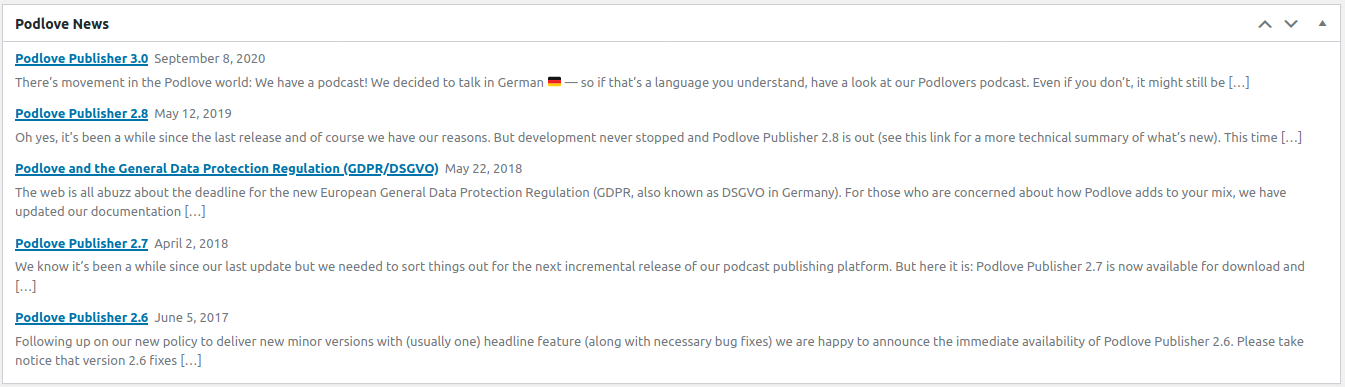 Podlove News
Podlove Publisher 3.0 September 8, 2020
There’s movement in the Podlove world: We have a podcast! We decided to talk in German 🇩🇪 — so if that’s a language you understand, have a look at our Podlovers podcast. Even if you don’t, it might still be […]
Podlove Publisher 2.8 May 12, 2019
Oh yes, it’s been a while since the last release and of course we have our reasons. But development never stopped and Podlove Publisher 2.8 is out (see this link for a more technical summary of what’s new). This time […]
Podlove and the General Data Protection Regulation (GDPR/DSGVO) May 22, 2018
The web is all abuzz about the deadline for the new European General Data Protection Regulation (GDPR, also known as DSGVO in Germany). For those who are concerned about how Podlove adds to your mix, we have
updated our documentation […]
Podlove Publisher 2.7 April 2, 2018
We know it’s been a while since our last update but we needed to sort things out for the next incremental release of our podcast publishing platform. But here it is: Podlove Publisher 2.7 is now available for download and
[…]
Podlove Publisher 2.6 June 5, 2017
Following up on our new policy to deliver new minor versions with (usually one) headline feature (along with necessary bug fixes) we are happy to announce the immediate availability of Podlove Publisher 2.6. Please take
notice that version 2.6 fixes […]